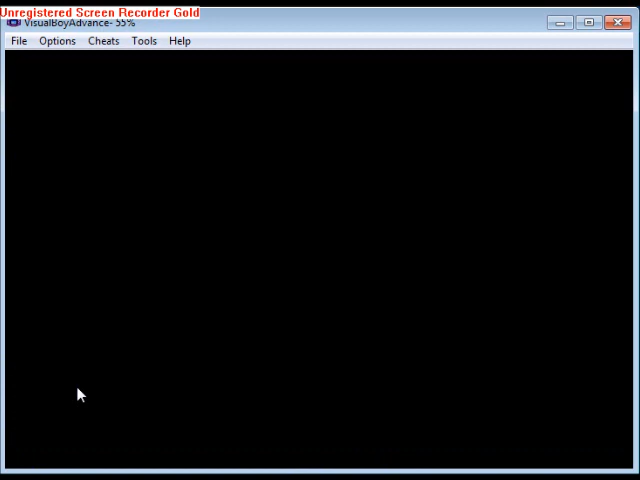 Unregistered Screen Recorder Gold
VisualBoyAdvance- 55%
File Options Cheats Tools Help